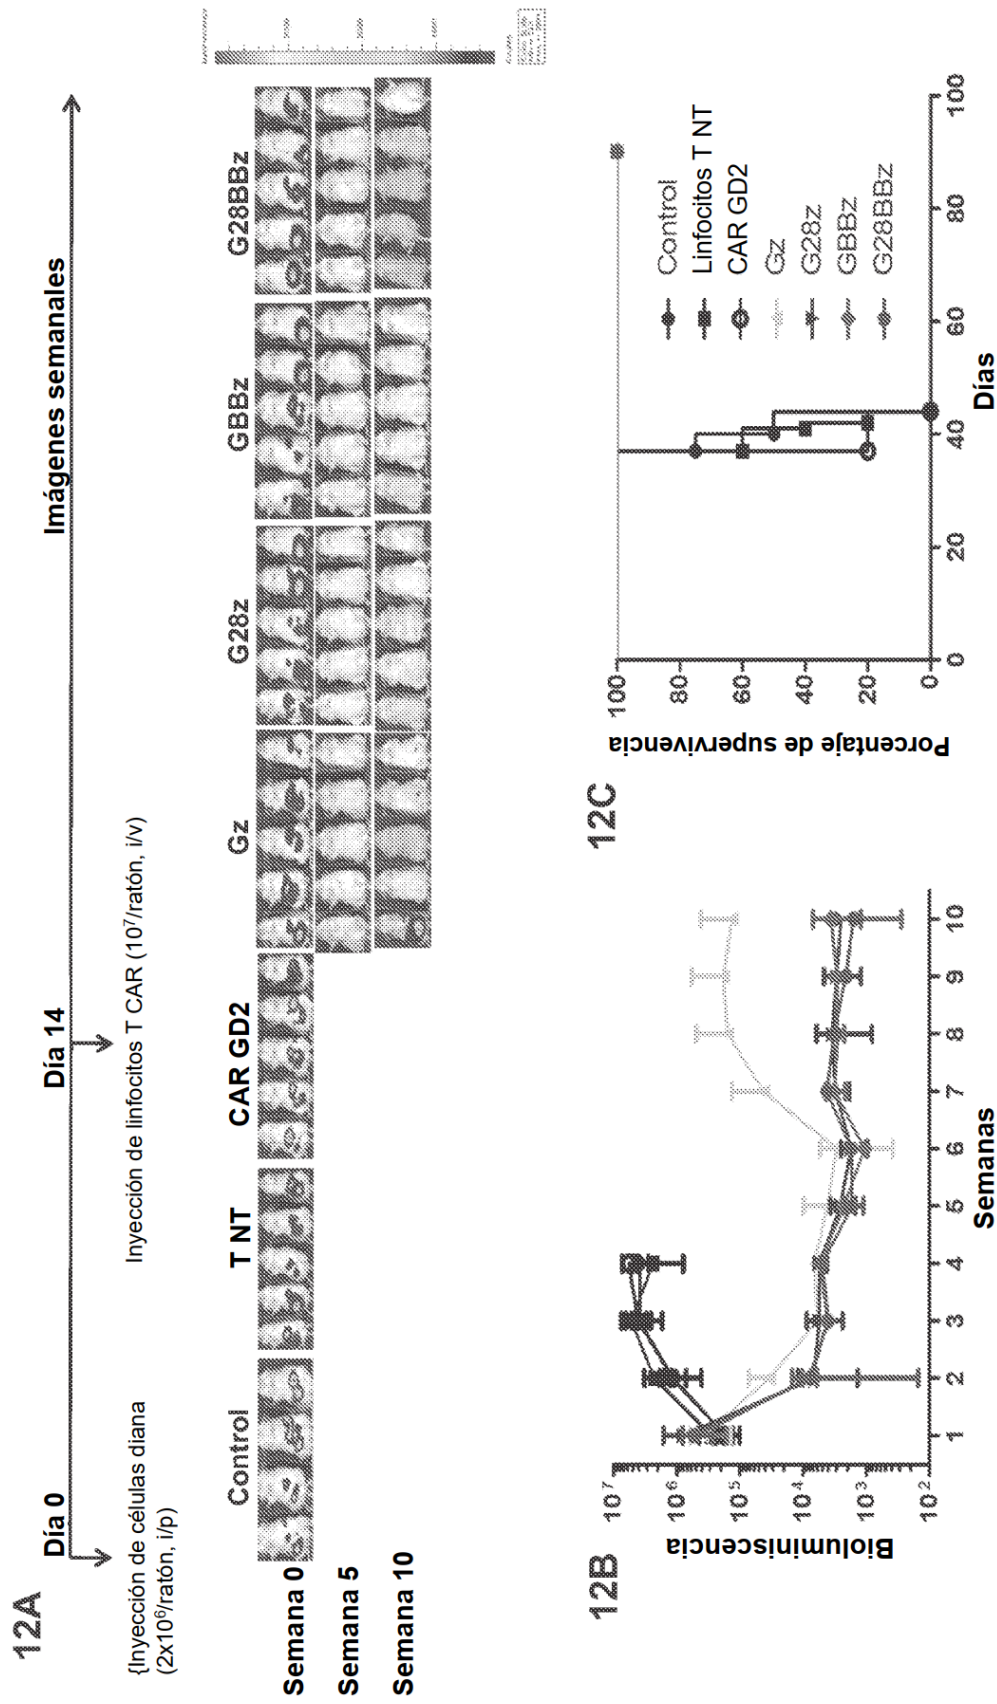 12A
Día 0
Día 14
Imágenes semanales
{Inyección de células diana
(2x10⁶/ratón, i/p)
Inyección de linfocitos T CAR (10⁷/ratón, i/v)
Control
T NT
CAR GD2
Gz
G28z
GBBz
G28BBz
Semana 0
Semana 5
Semana 10
12B
Bioluminiscencia
10⁷
10⁶
10⁵
10⁴
10³
10²
1 2 3 4 5 6 7 8 9 10
Semanas
12C
Porcentaje de supervivencia
100
80
60
40
20
0
0 20 40 60 80 100
Días
Control
Linfocitos T NT
CAR GD2
Gz
G28z
GBBz
G28BBz